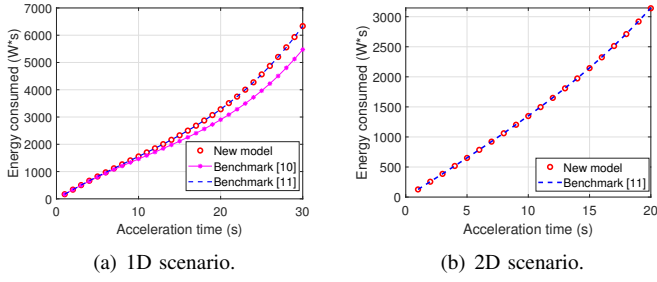 7000
6000
5000
4000
3000
2000
1000
0
0 10 20 30
Energy consumed (W*s)
Acceleration time (s)
New model
Benchmark [10]
Benchmark [11]
(a) 1D scenario.
3000
2500
2000
1500
1000
500
0
0 5 10 15 20
Energy consumed (W*s)
Acceleration time (s)
New model
Benchmark [11]
(b) 2D scenario.